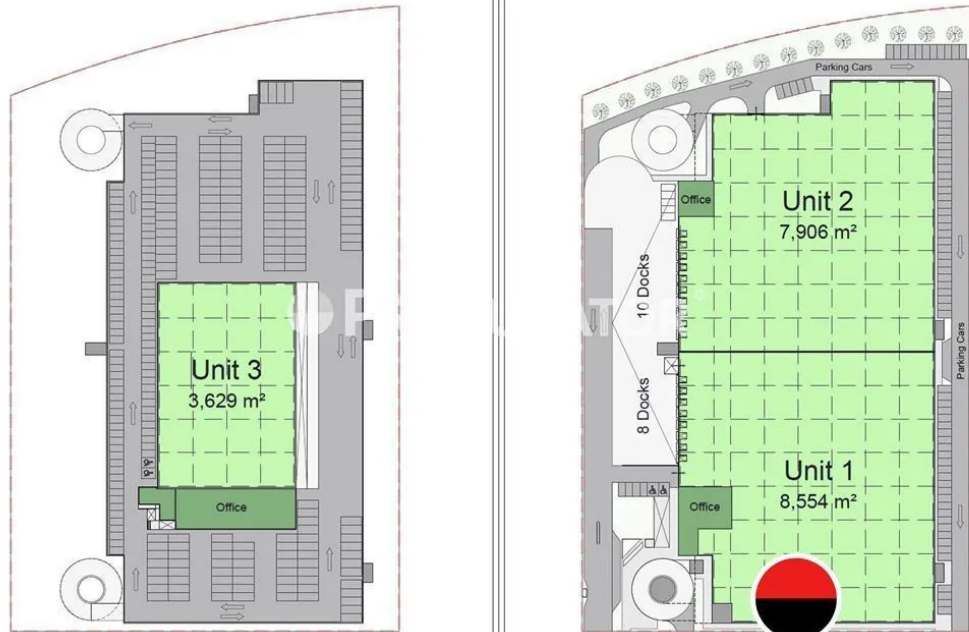 Unit 3
3,629 m²
Office
Parking Cars
Office
Unit 2
7,906 m²
10 Docks
8 Docks
Parking Cars
Unit 1
8,554 m²
Office